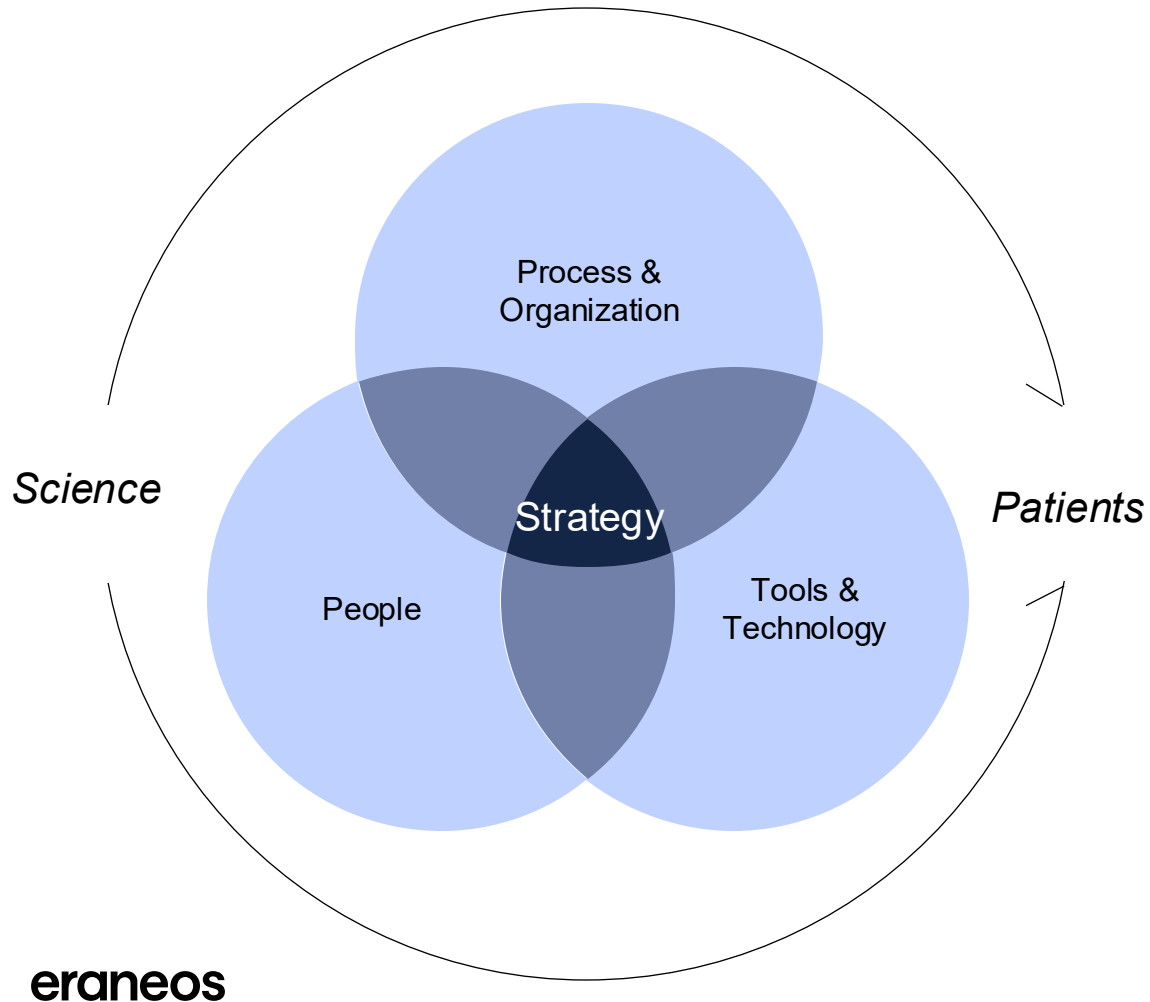 Process &
Organization
Science
Strategy
Patients
People
Tools &
Technology
eraneos